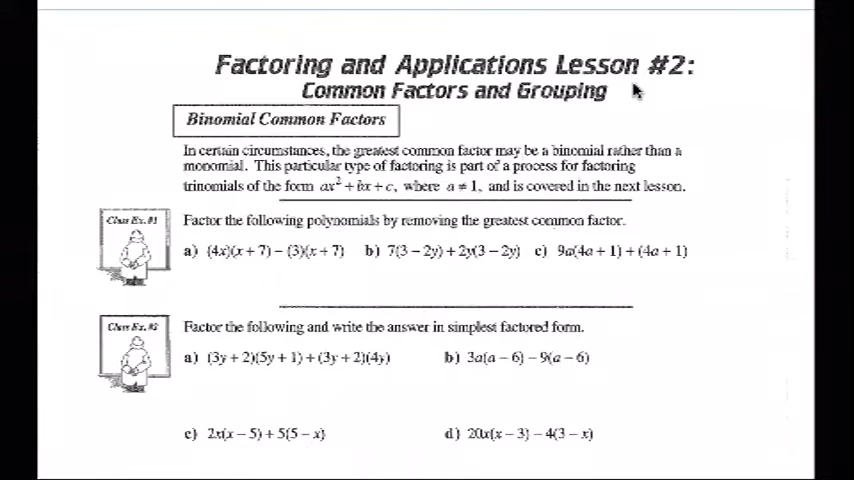 Factoring and Applications Lesson #2:
Common Factors and Grouping
Binomial Common Factors
In certain circumstances, the greatest common factor may be a binomial rather than a
monomial. This particular type of factoring is part of a process for factoring
trinomials of the form ax² + bx + c, where a ≠ 1, and is covered in the next lesson.
Class Ex. #1
Factor the following polynomials by removing the greatest common factor.
a) (4x)(x + 7) – (3)(x + 7) b) 7(3 – 2y) + 2y(3 – 2y) c) 9a(4a + 1) + (4a + 1)
Class Ex. #2
Factor the following and write the answer in simplest factored form.
a) (3y + 2)(5y + 1) + (3y + 2)(4y) b) 3a(a – 6) – 9(a – 6)
c) 2x(x – 5) + 5(5 – x) d) 20x(x – 3) – 4(3 – x)